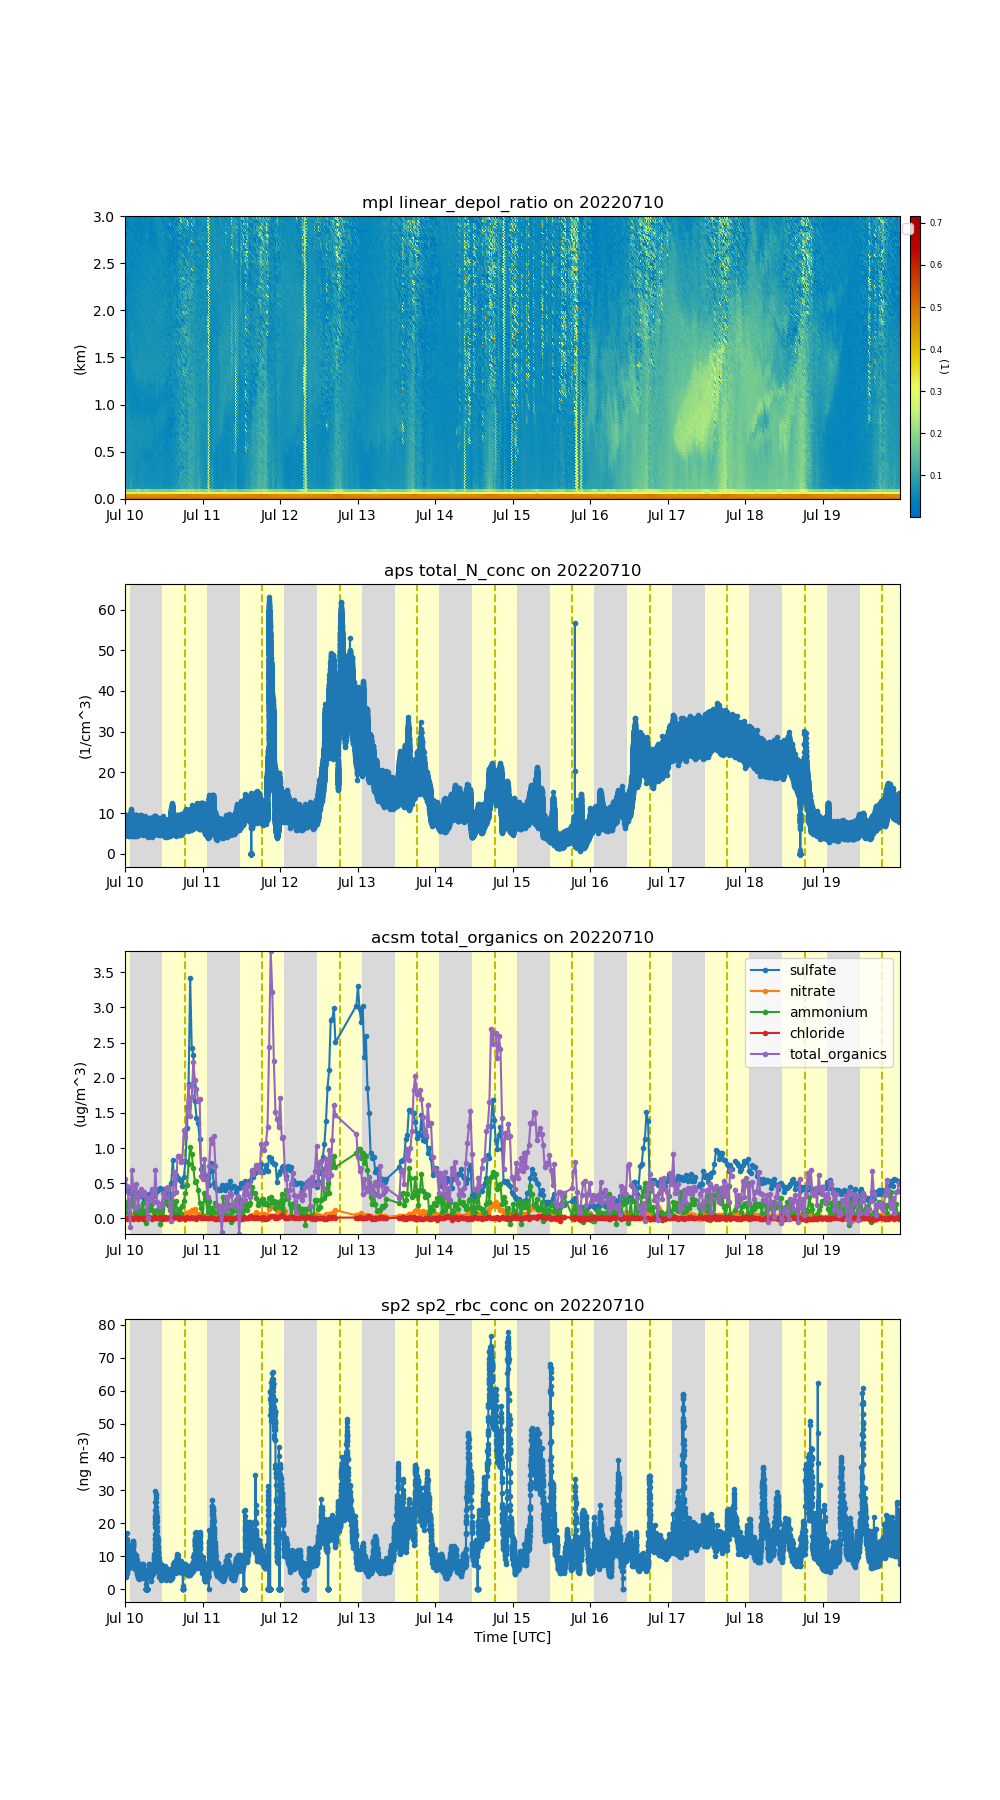 mpl linear_depol_ratio on 20220710
3.0
2.5
2.0
1.5
1.0
0.5
0.0
(km)
Jul 10 Jul 11 Jul 12 Jul 13 Jul 14 Jul 15 Jul 16 Jul 17 Jul 18 Jul 19
0.7
0.6
0.5
0.4
0.3
0.2
0.1
(1)
aps total_N_conc on 20220710
60
50
40
30
20
10
0
(1/cm^3)
Jul 10 Jul 11 Jul 12 Jul 13 Jul 14 Jul 15 Jul 16 Jul 17 Jul 18 Jul 19
acsm total_organics on 20220710
3.5
3.0
2.5
2.0
1.5
1.0
0.5
0.0
(ug/m^3)
sulfate
nitrate
ammonium
chloride
total_organics
Jul 10 Jul 11 Jul 12 Jul 13 Jul 14 Jul 15 Jul 16 Jul 17 Jul 18 Jul 19
sp2 sp2_rbc_conc on 20220710
80
70
60
50
40
30
20
10
0
(ng m-3)
Jul 10 Jul 11 Jul 12 Jul 13 Jul 14 Jul 15 Jul 16 Jul 17 Jul 18 Jul 19
Time [UTC]